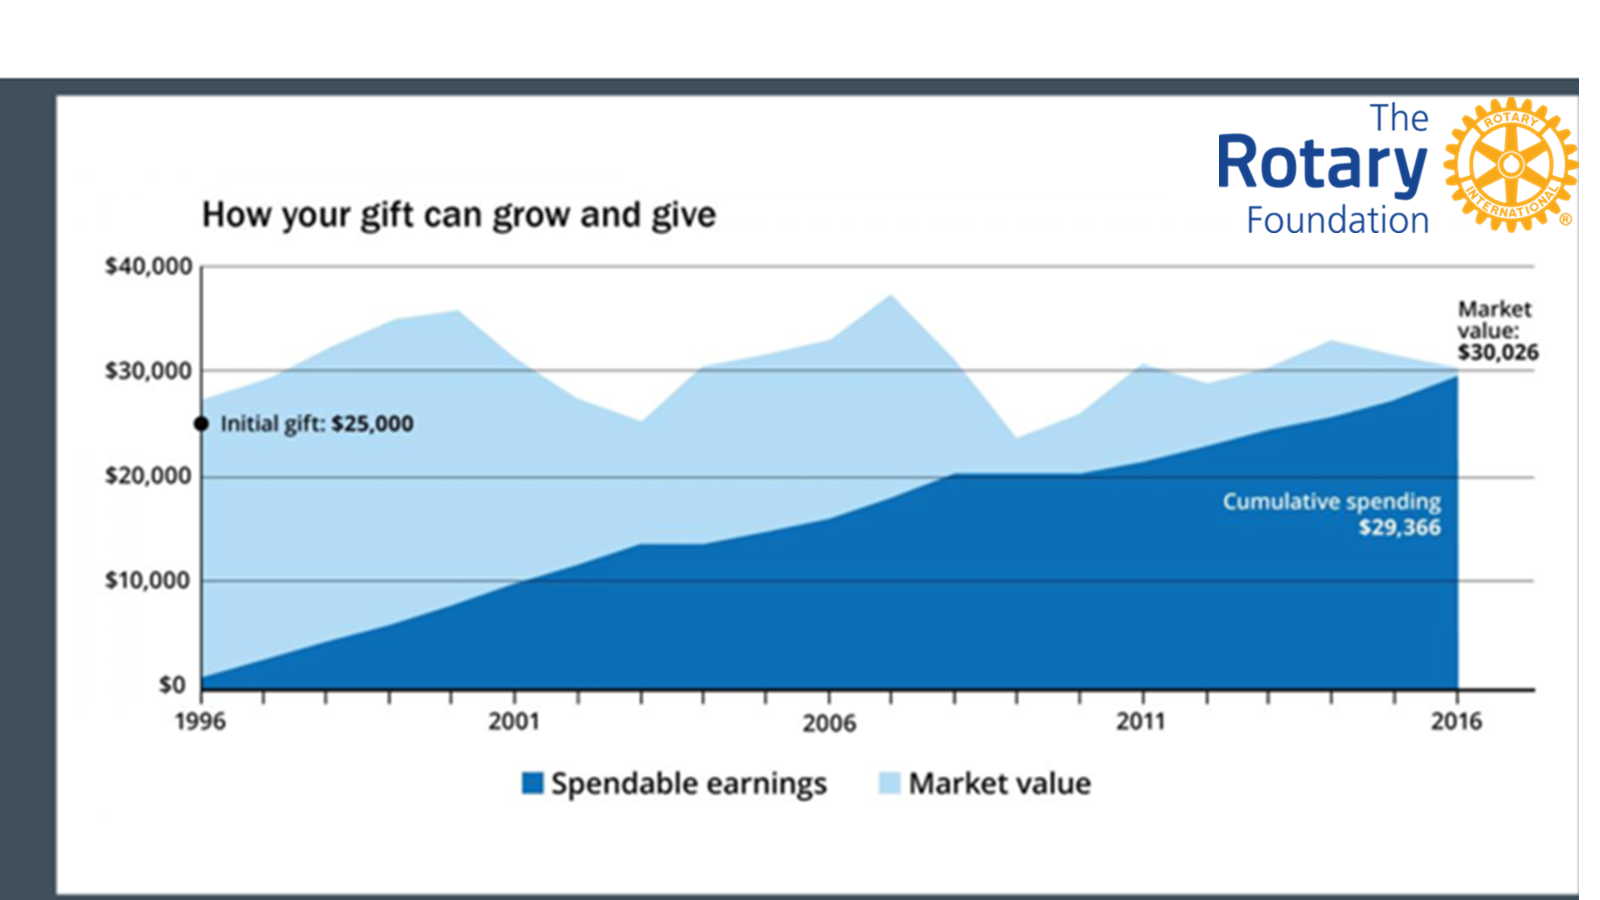 The
Rotary
Foundation
ROTARY
INTERNATIONAL
®
How your gift can grow and give
$40,000
$30,000
$20,000
$10,000
$0
Initial gift: $25,000
Market
value:
$30,026
Cumulative spending
$29,366
1996 2001 2006 2011 2016
Spendable earnings Market value